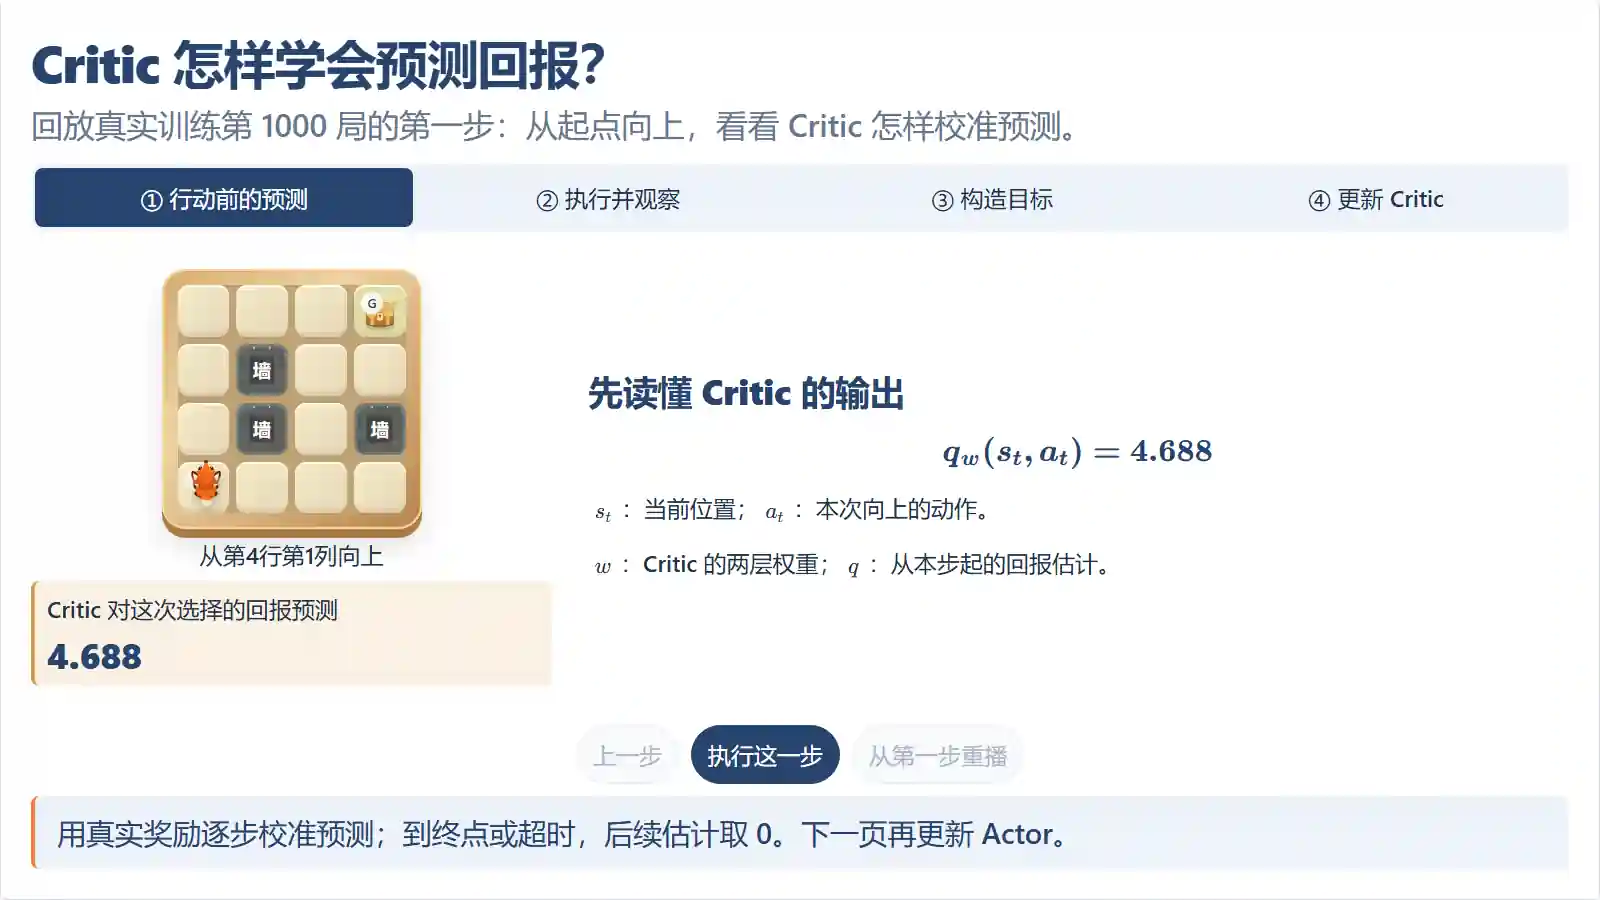 Critic 怎样学会预测回报？
回放真实训练第 1000 局的第一步：从起点向上，看看 Critic 怎样校准预测。
① 行动前的预测
② 执行并观察
③ 构造目标
④ 更新 Critic
G
墙
墙 墙
从第4行第1列向上
Critic 对这次选择的回报预测
4.688
先读懂 Critic 的输出
q_w(s_t, a_t) = 4.688
s_t ： 当前位置； a_t ： 本次向上的动作。
w ： Critic 的两层权重； q ： 从本步起的回报估计。
上一步
执行这一步
从第一步重播
用真实奖励逐步校准预测；到终点或超时，后续估计取 0。下一页再更新 Actor。